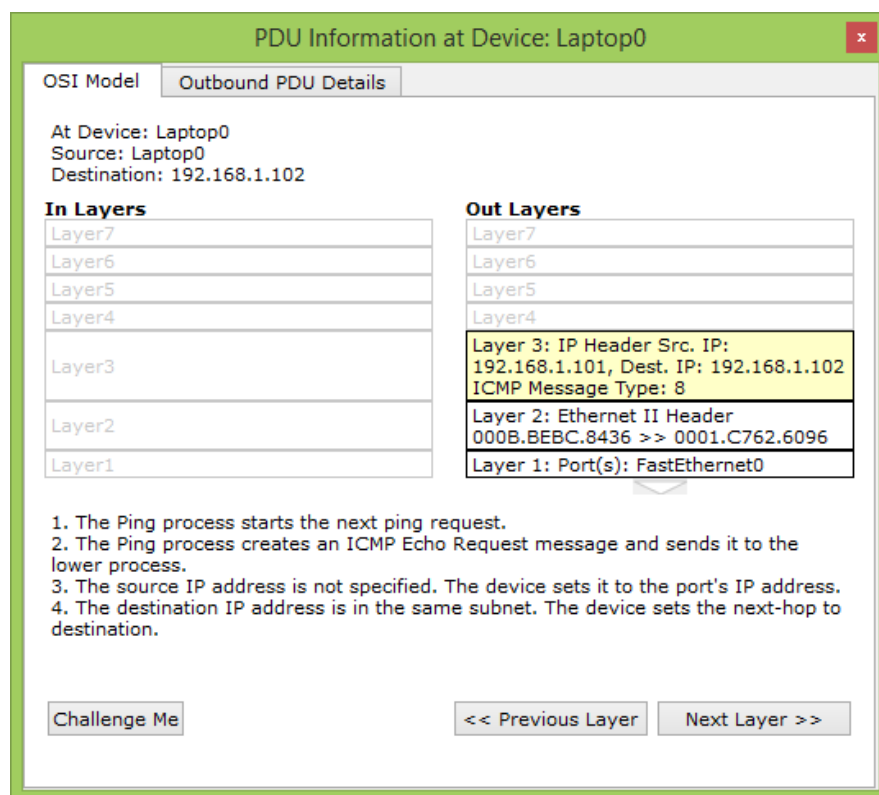 PDU Information at Device: Laptop0
x
OSI Model
Outbound PDU Details
At Device: Laptop0
Source: Laptop0
Destination: 192.168.1.102
In Layers
Layer7
Layer6
Layer5
Layer4
Layer3
Layer2
Layer1
Out Layers
Layer7
Layer6
Layer5
Layer4
Layer 3: IP Header Src. IP:
192.168.1.101, Dest. IP: 192.168.1.102
ICMP Message Type: 8
Layer 2: Ethernet II Header
000B.BEBC.8436 >> 0001.C762.6096
Layer 1: Port(s): FastEthernet0
1. The Ping process starts the next ping request.
2. The Ping process creates an ICMP Echo Request message and sends it to the
lower process.
3. The source IP address is not specified. The device sets it to the port's IP address.
4. The destination IP address is in the same subnet. The device sets the next-hop to
destination.
Challenge Me
<< Previous Layer
Next Layer >>